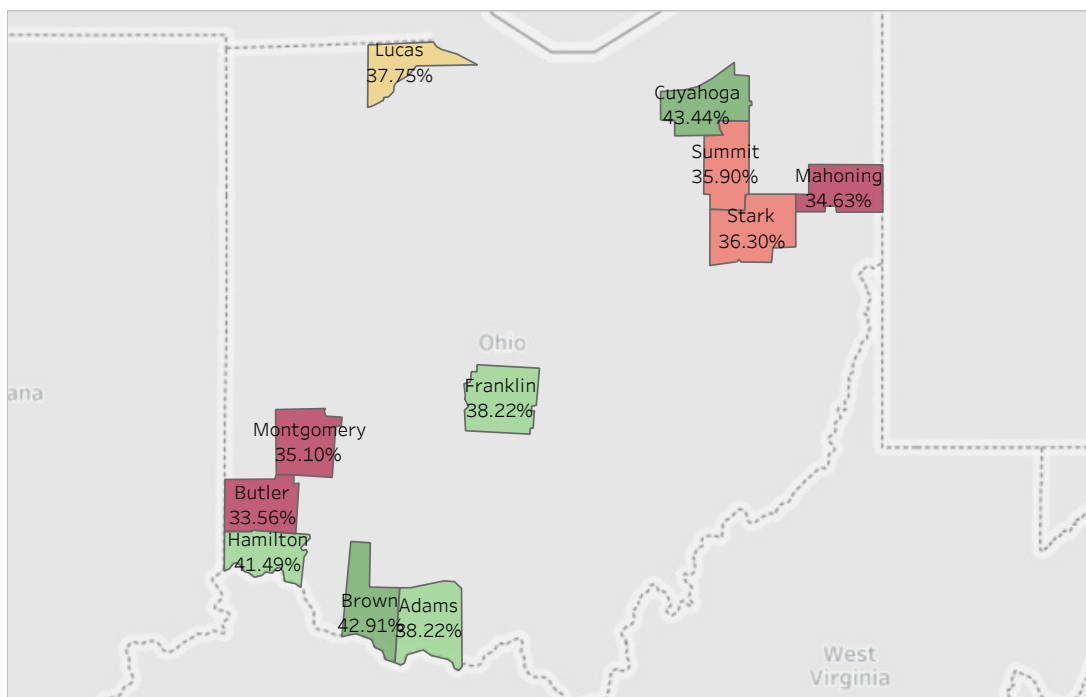 Lucas
37.75%
Cuyahoga
43.44%
Summit
35.90%
Mahoning
34.63%
Stark
36.30%
Ohio
ana
Franklin
38.22%
Montgomery
35.10%
Butler
33.56%
Hamilton
41.49%
Brown
42.91%
Adams
38.22%
West
Virginia